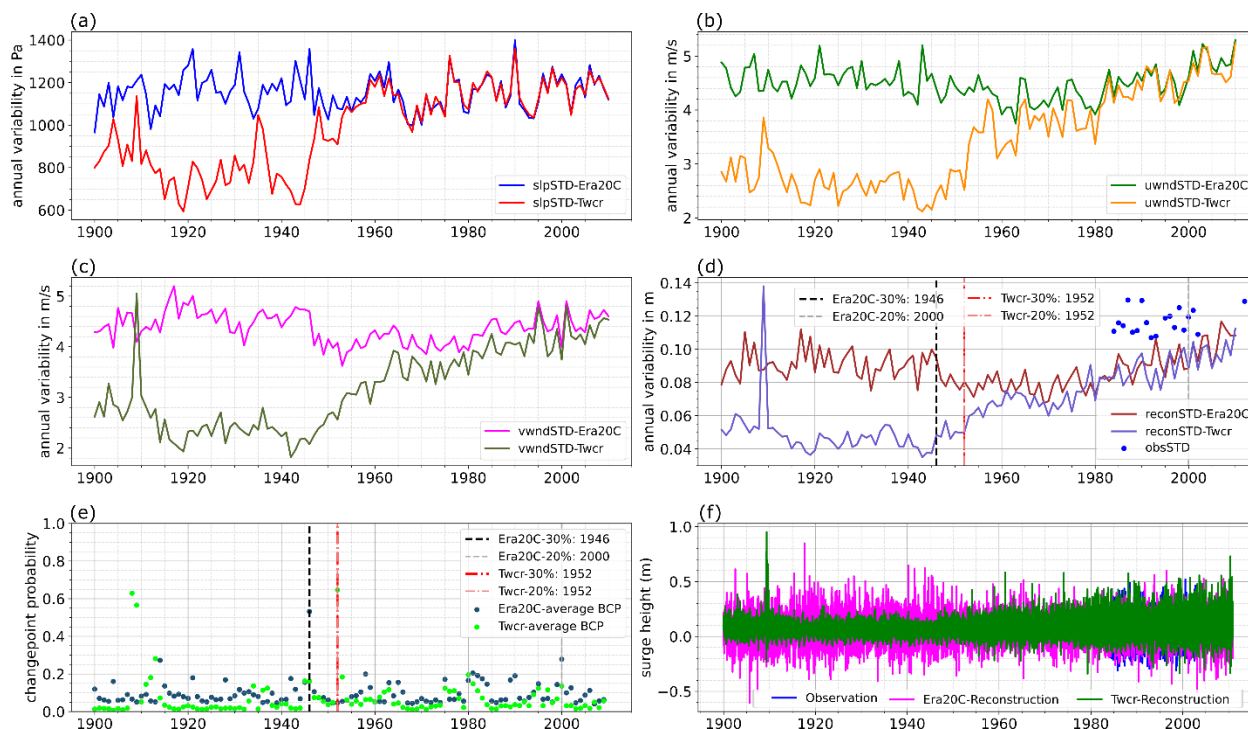 (a)
annual variability in Pa
1400
1200
1000
800
600
slpSTD-Era20C
slpSTD-Twcr
1900 1920 1940 1960 1980 2000
(b)
annual variability in m/s
5
4
3
2
uwndSTD-Era20C
uwndSTD-Twcr
1900 1920 1940 1960 1980 2000
(c)
annual variability in m/s
5
4
3
2
vwndSTD-Era20C
vwndSTD-Twcr
1900 1920 1940 1960 1980 2000
(d)
annual variability in m
0.14
0.12
0.10
0.08
0.06
0.04
Era20C-30%: 1946
Era20C-20%: 2000
Twcr-30%: 1952
Twcr-20%: 1952
reconSTD-Era20C
reconSTD-Twcr
obsSTD
1900 1920 1940 1960 1980 2000
(e)
changepoint probability
1.0
0.8
0.6
0.4
0.2
0.0
Era20C-30%: 1946
Era20C-20%: 2000
Twcr-30%: 1952
Twcr-20%: 1952
Era20C-average BCP
Twcr-average BCP
1900 1920 1940 1960 1980 2000
(f)
surge height (m)
1.0
0.5
0.0
−0.5
Observation
Era20C-Reconstruction
Twcr-Reconstruction
1900 1920 1940 1960 1980 2000